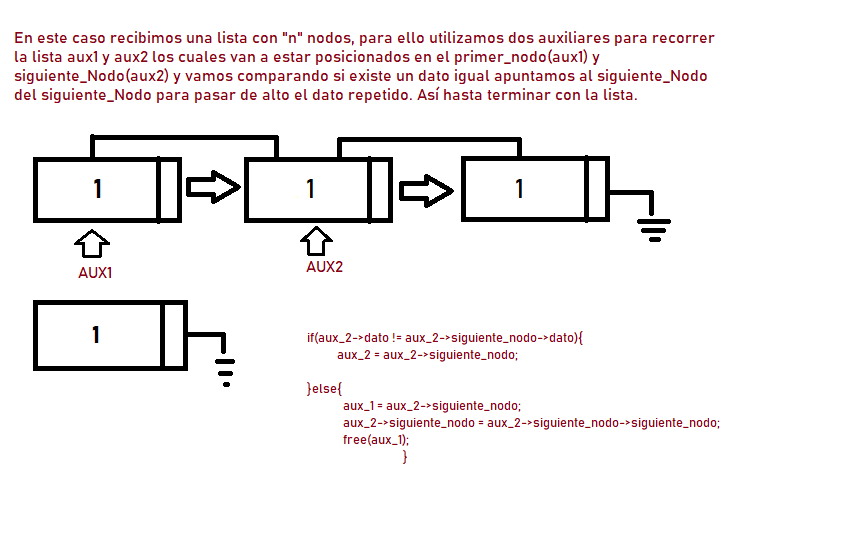 En este caso recibimos una lista con "n" nodos, para ello utilizamos dos auxiliares para recorrer
la lista aux1 y aux2 los cuales van a estar posicionados en el primer_nodo(aux1) y
siguiente_Nodo(aux2) y vamos comparando si existe un dato igual apuntamos al siguiente_Nodo
del siguiente_Nodo para pasar de alto el dato repetido. Así hasta terminar con la lista.
1 1 1
AUX1 AUX2
1
if(aux_2->dato != aux_2->siguiente_nodo->dato){
aux_2 = aux_2->siguiente_nodo;
}else{
aux_1 = aux_2->siguiente_nodo;
aux_2->siguiente_nodo = aux_2->siguiente_nodo->siguiente_nodo;
free(aux_1);
}